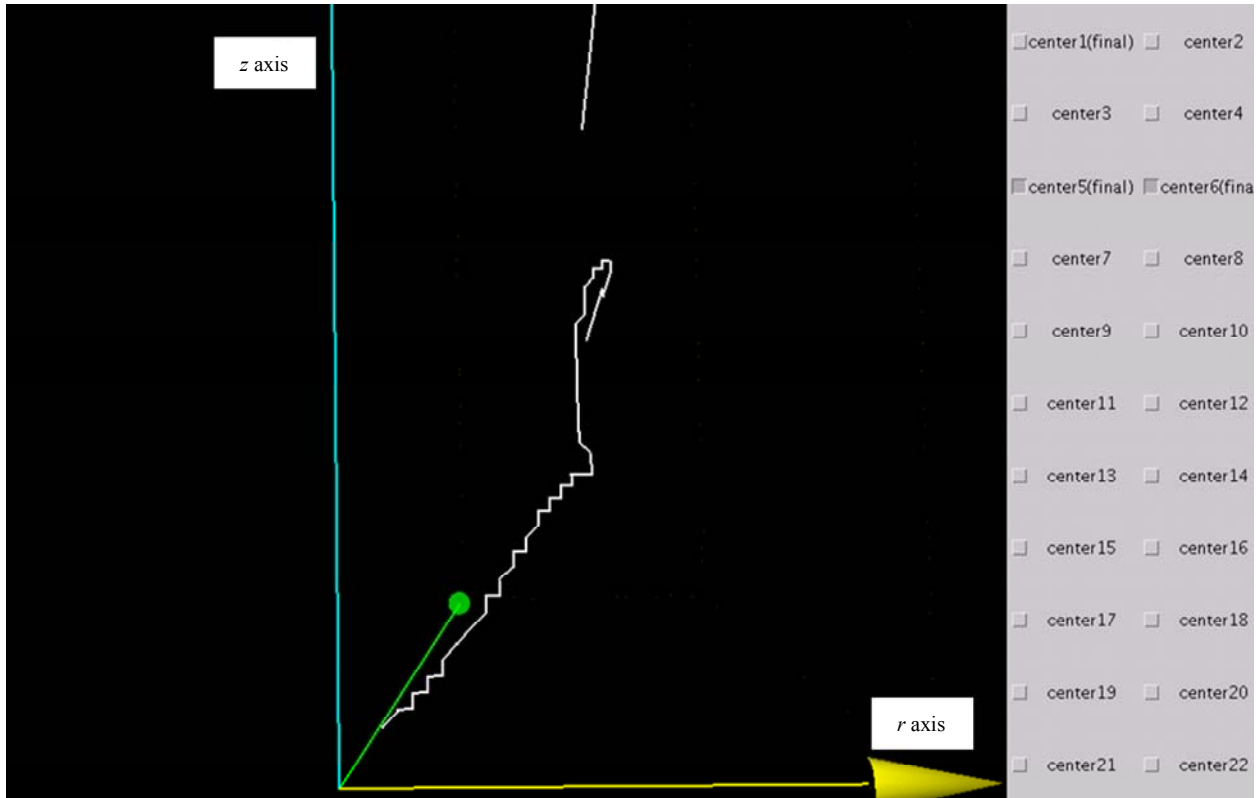 z axis
r axis
center1(final) center2
center3 center4
center5(final) center6(fina
center7 center8
center9 center10
center11 center12
center13 center14
center15 center16
center17 center18
center19 center20
center21 center22